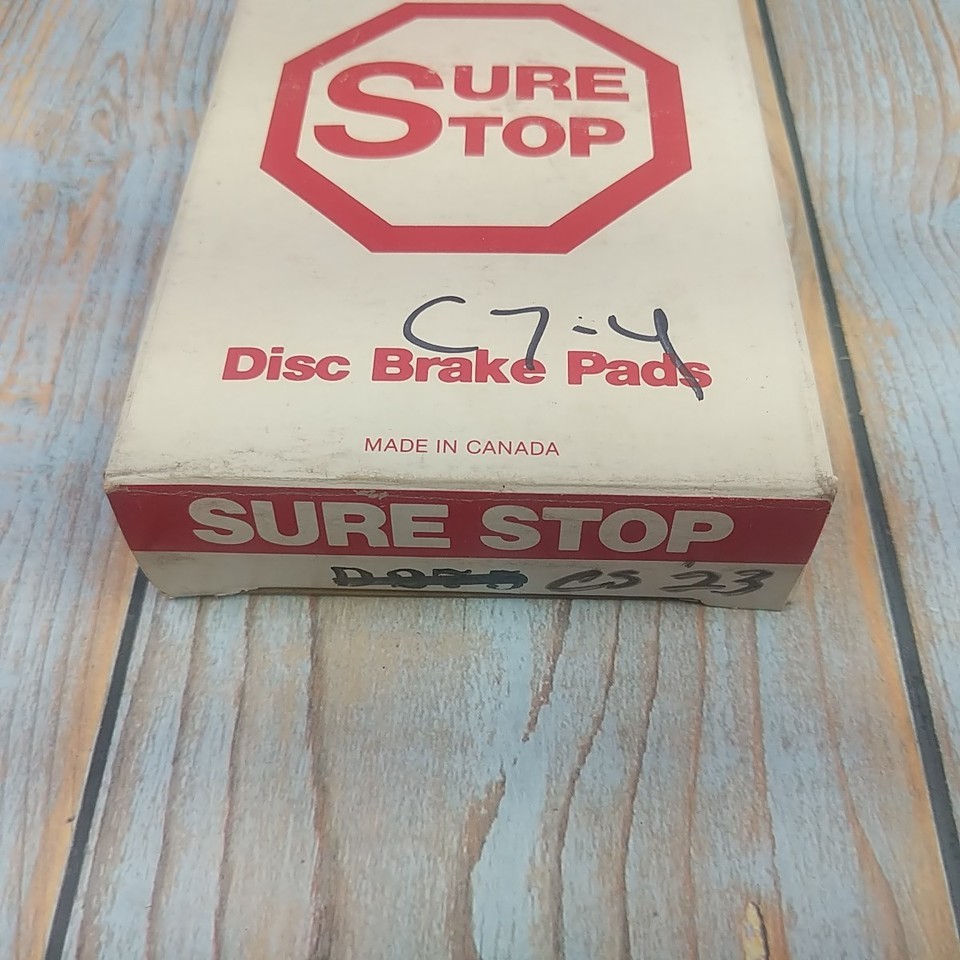 SURE
STOP
C7-4
Disc Brake Pads
MADE IN CANADA
SURE STOP
CS 23